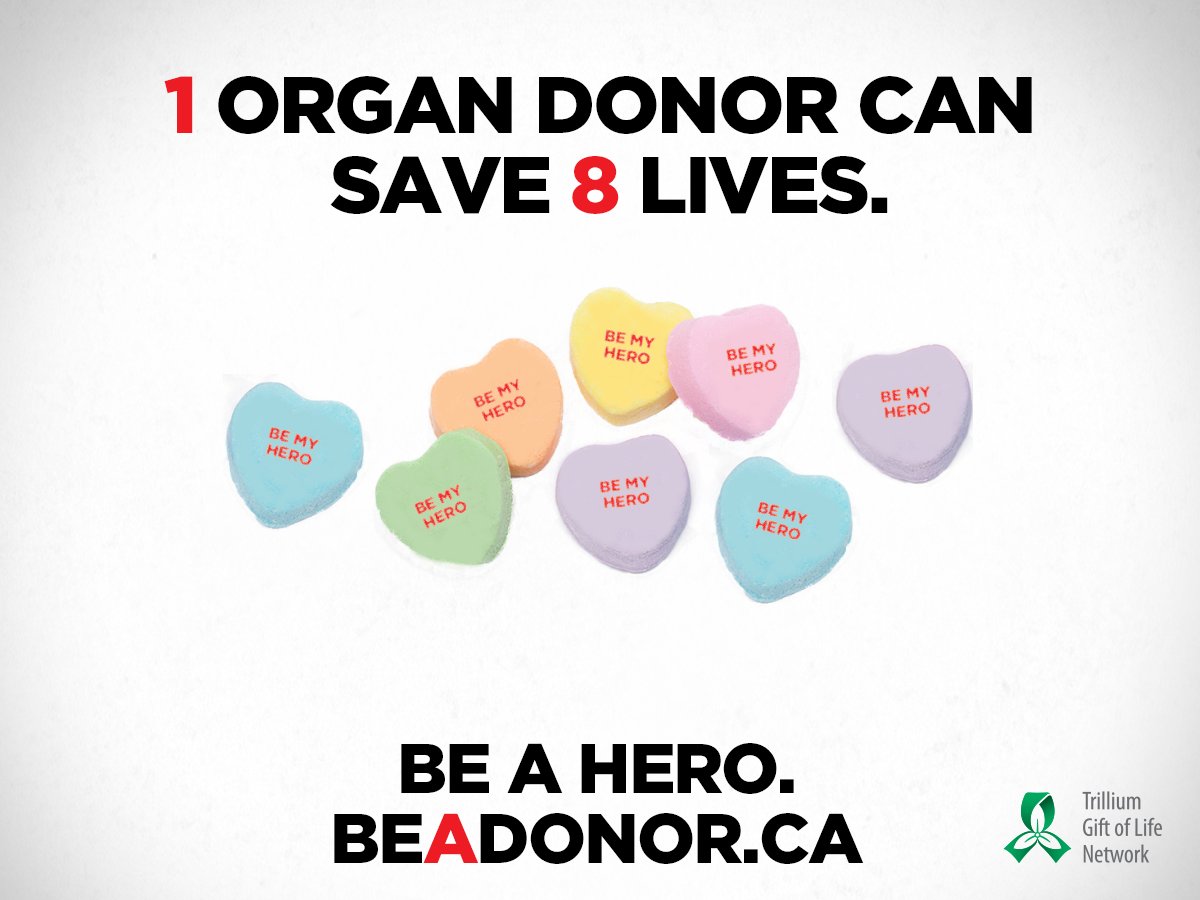 1 ORGAN DONOR CAN
SAVE 8 LIVES.
BE MY
HERO
BE MY
HERO
BE MY
HERO
BE MY
HERO
BE MY
HERO
BE MY
HERO
BE MY
HERO
BE MY
HERO
BE A HERO.
BEADONOR.CA
Trillium
Gift of Life
Network